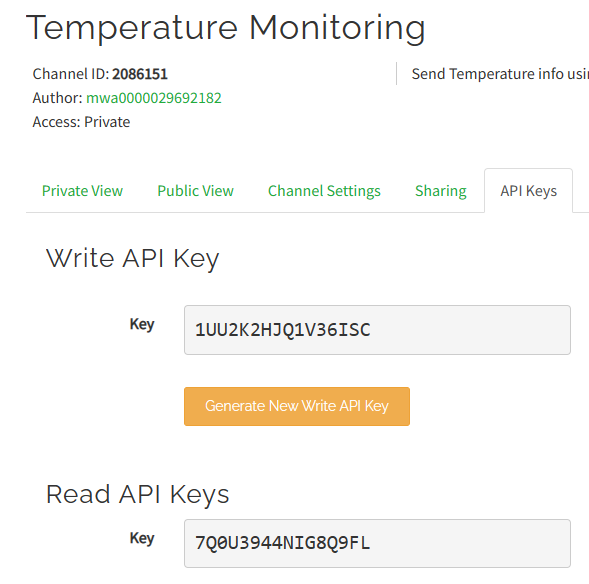 Temperature Monitoring
Channel ID: 2086151
Author: mwa0000029692182
Access: Private
Send Temperature info usi
Private View
Public View
Channel Settings
Sharing
API Keys
Write API Key
Key
1UU2K2HJQ1V36ISC
Generate New Write API Key
Read API Keys
Key
7Q0U3944NIG8Q9FL